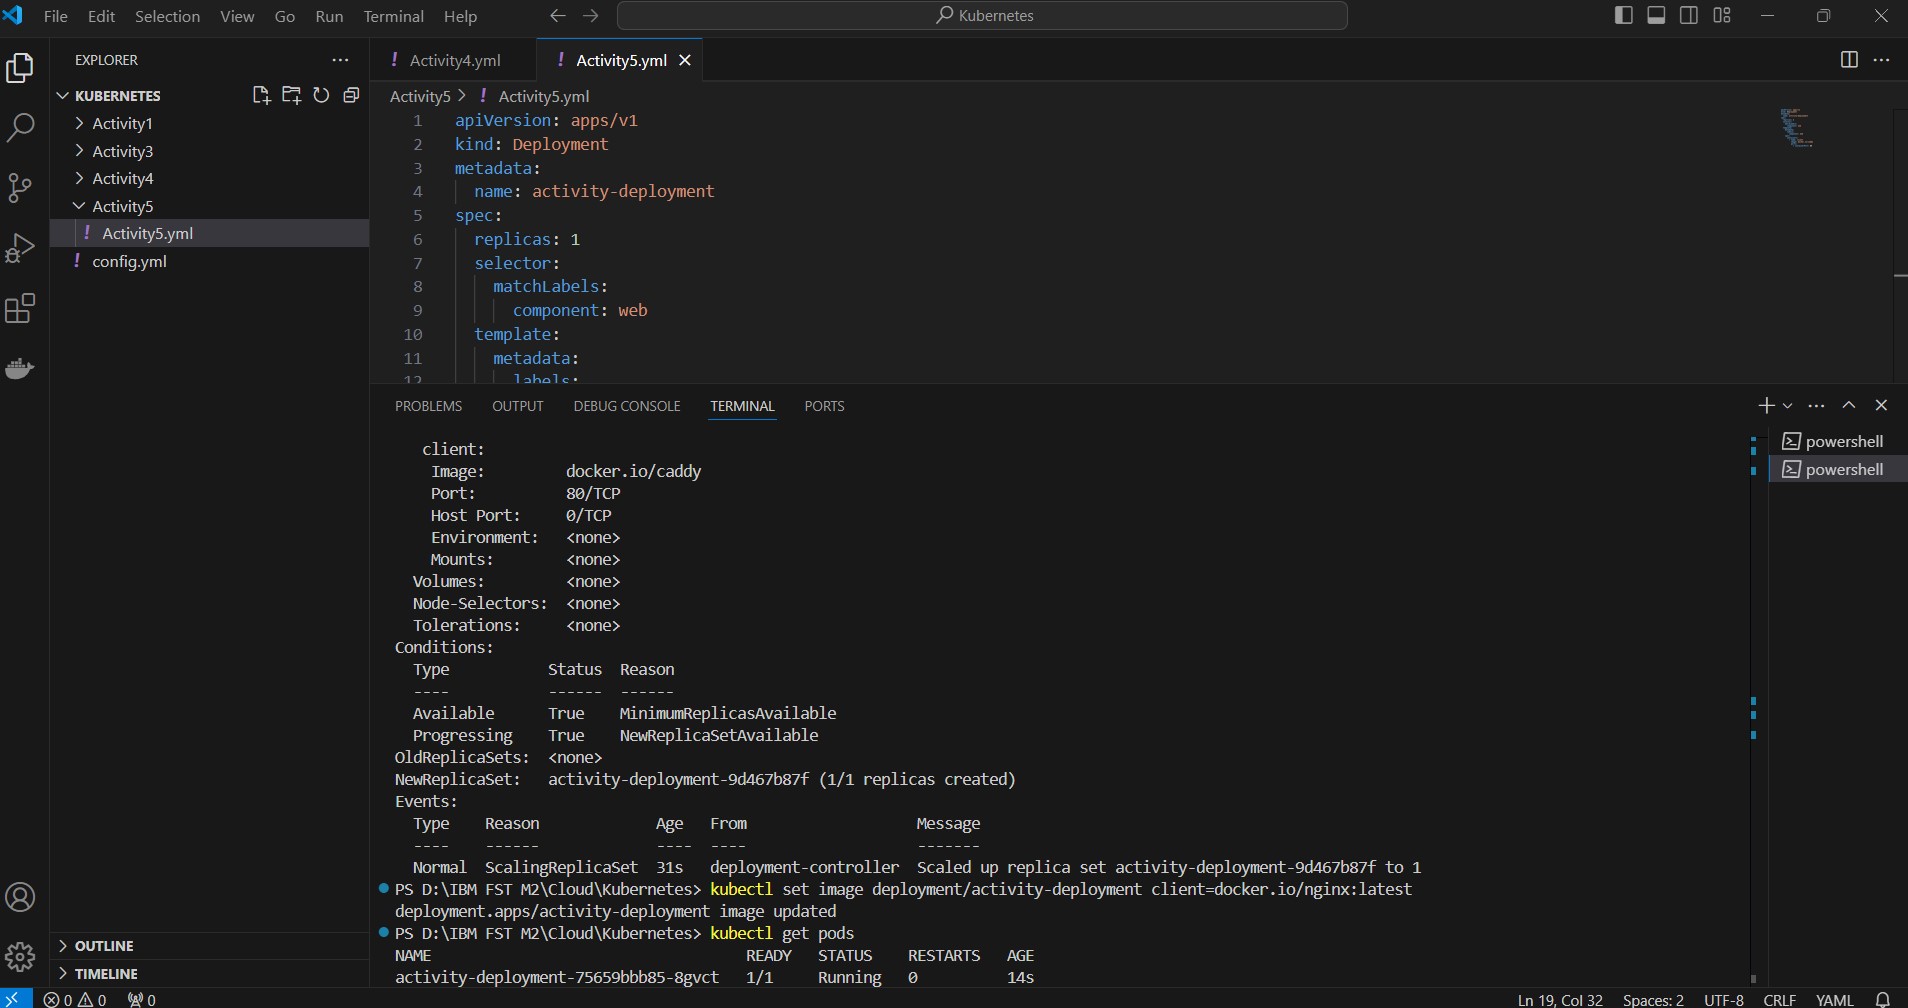 File Edit Selection View Go Run Terminal Help
Kubernetes
EXPLORER
KUBERNETES
Activity1
Activity3
Activity4
Activity5
! Activity5.yml
! config.yml
OUTLINE
TIMELINE
! Activity4.yml
! Activity5.yml
Activity5 > ! Activity5.yml
1 apiVersion: apps/v1
2 kind: Deployment
3 metadata:
4 name: activity-deployment
5 spec:
6 replicas: 1
7 selector:
8 matchLabels:
9 component: web
10 template:
11 metadata:
12 labels:
PROBLEMS OUTPUT DEBUG CONSOLE TERMINAL PORTS
powershell
powershell
client:
Image: docker.io/caddy
Port: 80/TCP
Host Port: 0/TCP
Environment: <none>
Mounts: <none>
Volumes: <none>
Node-Selectors: <none>
Tolerations: <none>
Conditions:
Type Status Reason
---- ------ ------
Available True MinimumReplicasAvailable
Progressing True NewReplicaSetAvailable
OldReplicaSets: <none>
NewReplicaSet: activity-deployment-9d467b87f (1/1 replicas created)
Events:
Type Reason Age From Message
---- ------ ---- ---- -------
Normal ScalingReplicaSet 31s deployment-controller Scaled up replica set activity-deployment-9d467b87f to 1
PS D:\IBM FST M2\Cloud\Kubernetes> kubectl set image deployment/activity-deployment client=docker.io/nginx:latest
deployment.apps/activity-deployment image updated
PS D:\IBM FST M2\Cloud\Kubernetes> kubectl get pods
NAME READY STATUS RESTARTS AGE
activity-deployment-75659bbb85-8gvct 1/1 Running 0 14s
0 0 0
Ln 19, Col 32 Spaces: 2 UTF-8 CRLF YAML